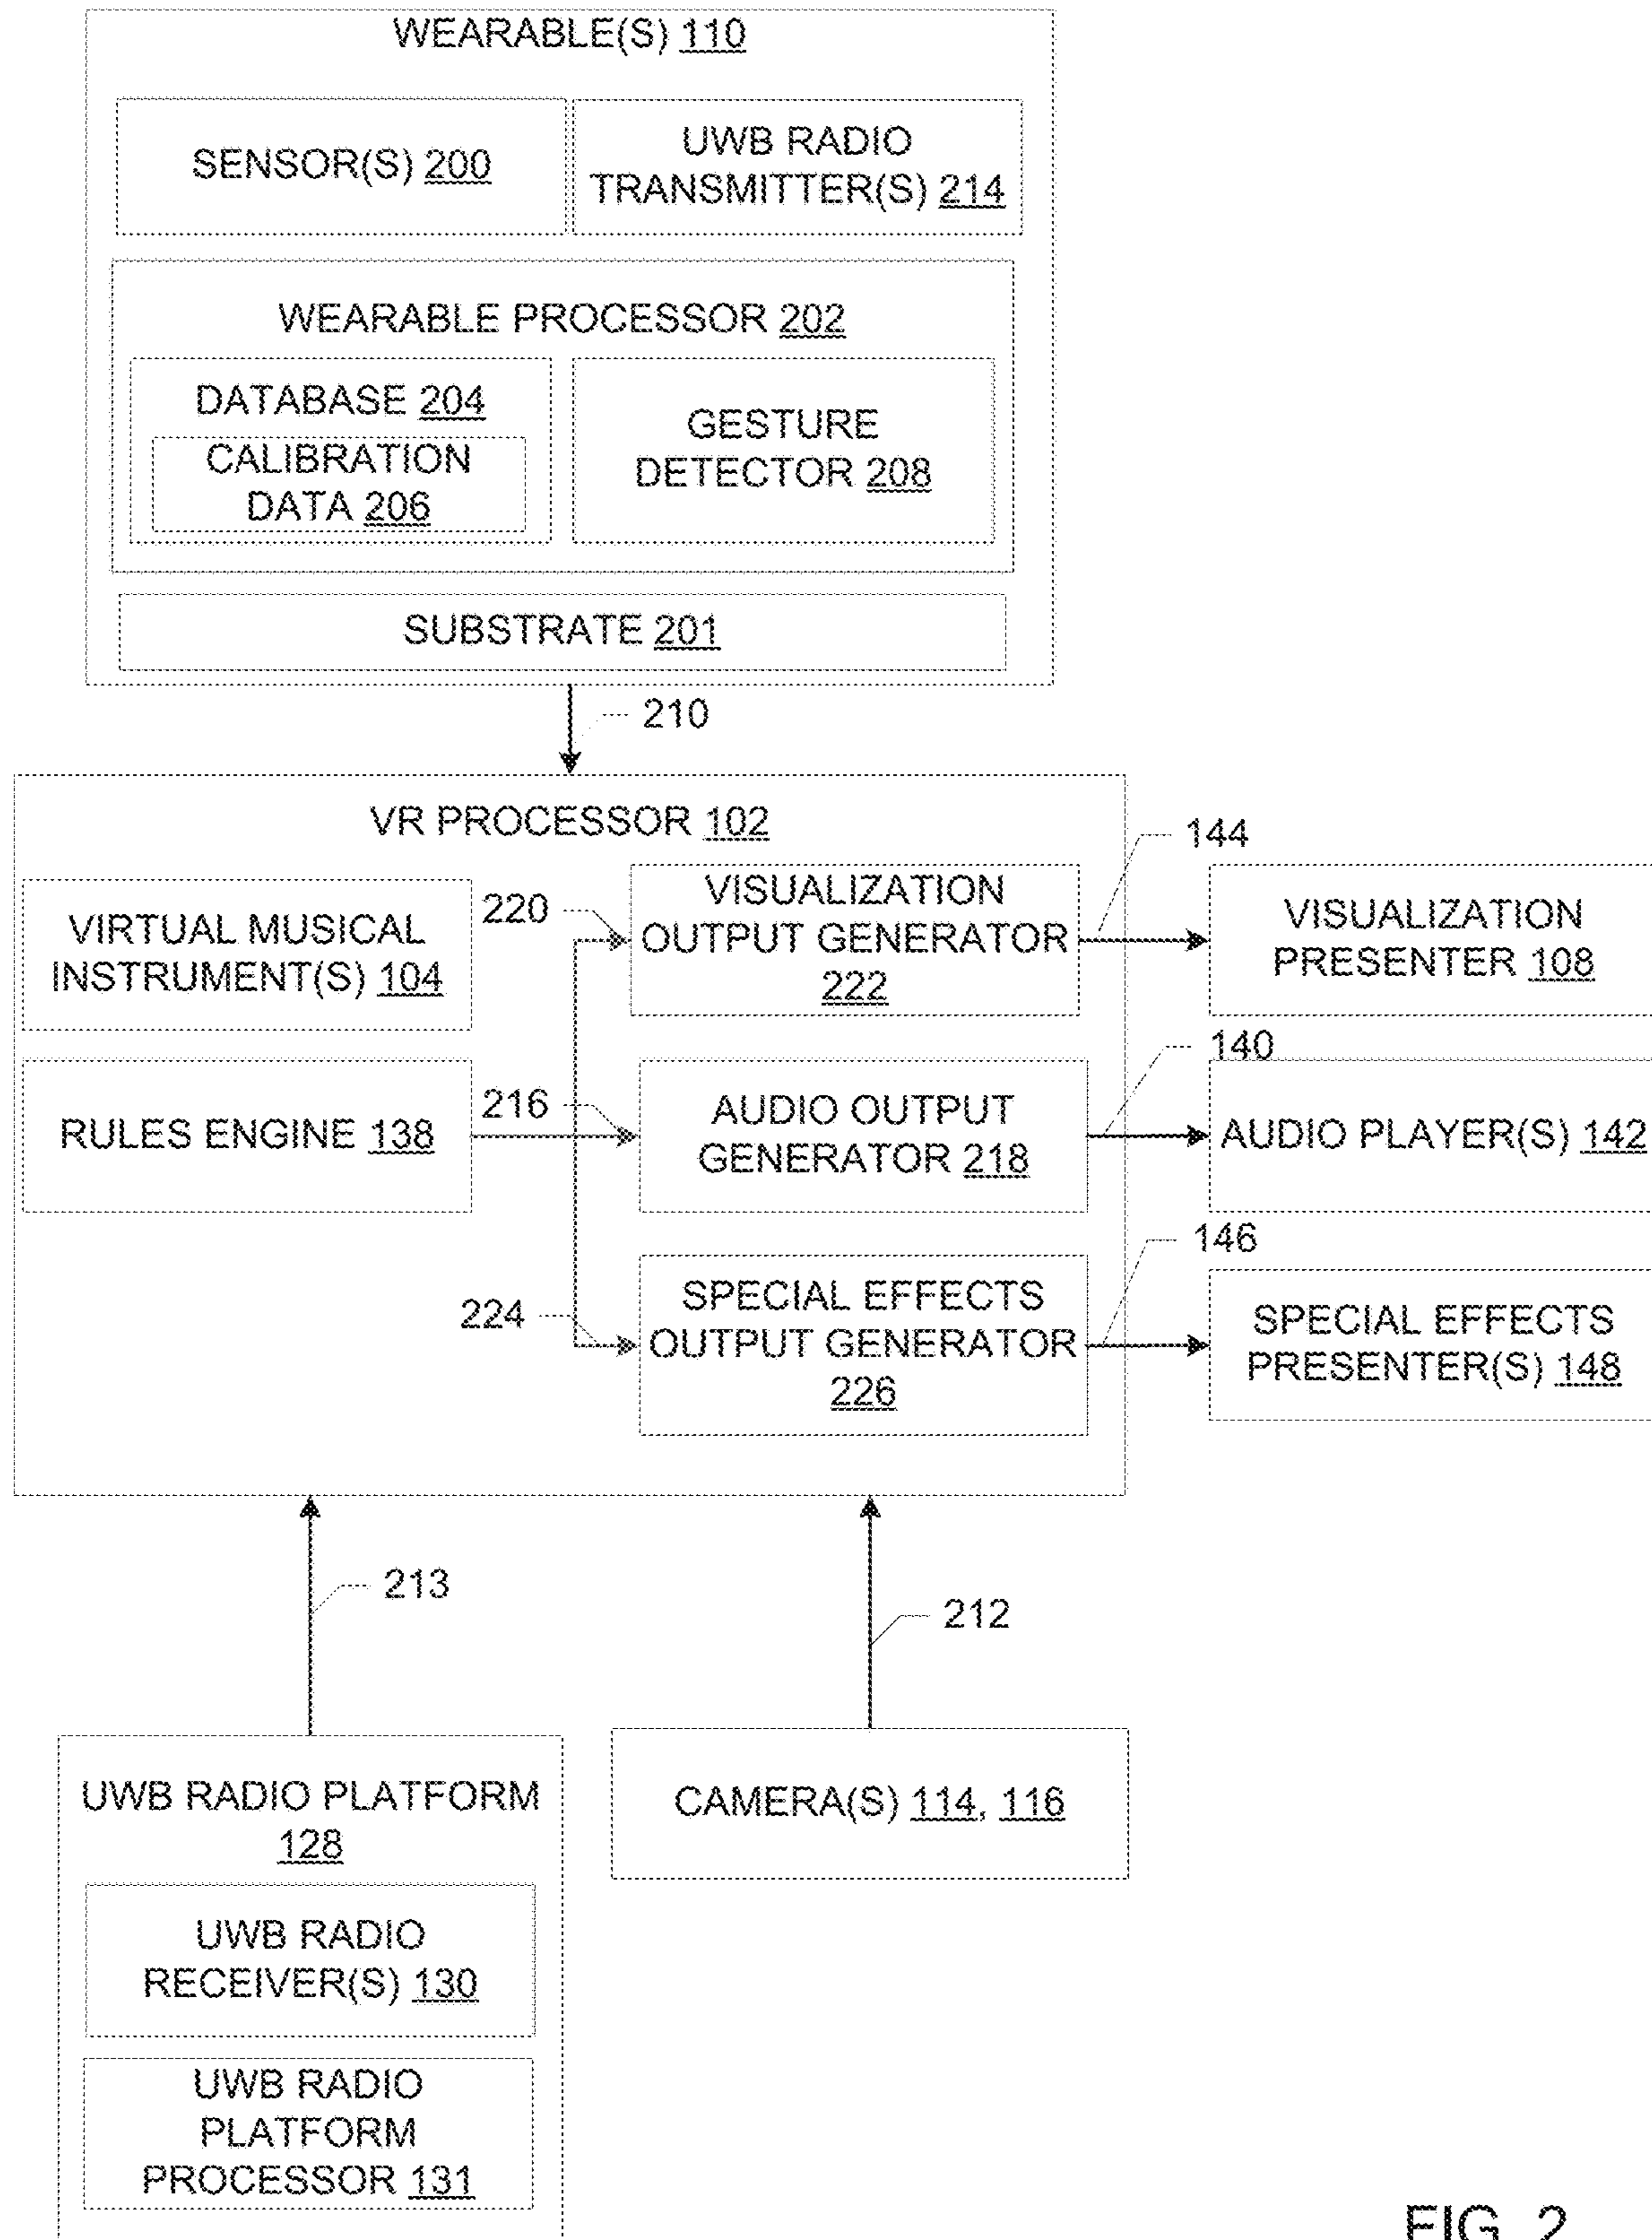 WEARABLE(S) 110
SENSOR(S) 200
UWB RADIO
TRANSMITTER(S) 214
WEARABLE PROCESSOR 202
DATABASE 204
CALIBRATION
DATA 206
GESTURE
DETECTOR 208
SUBSTRATE 201
210
VR PROCESSOR 102
VIRTUAL MUSICAL
INSTRUMENT(S) 104
RULES ENGINE 138
220
216
224
VISUALIZATION
OUTPUT GENERATOR
222
AUDIO OUTPUT
GENERATOR 218
SPECIAL EFFECTS
OUTPUT GENERATOR
226
144
VISUALIZATION
PRESENTER 108
140
AUDIO PLAYER(S) 142
146
SPECIAL EFFECTS
PRESENTER(S) 148
213
212
UWB RADIO PLATFORM
128
UWB RADIO
RECEIVER(S) 130
UWB RADIO
PLATFORM
PROCESSOR 131
CAMERA(S) 114, 116
FIG. 2